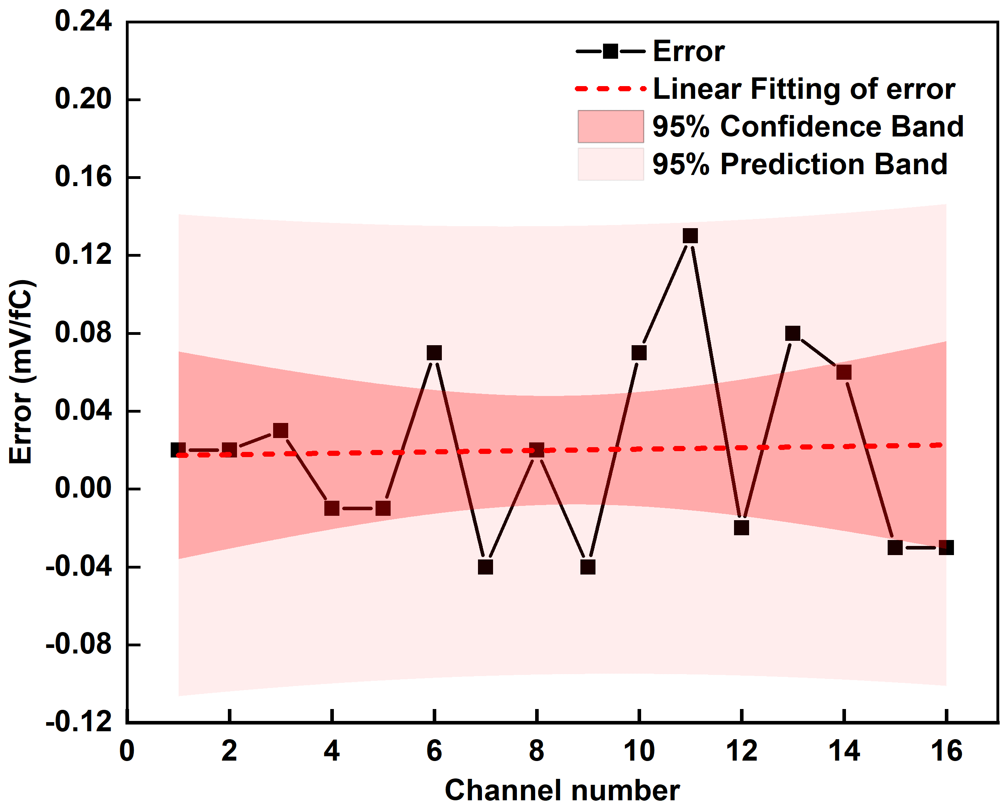 0.24
0.20
0.16
0.12
0.08
0.04
0.00
-0.04
-0.08
-0.12
Error (mV/fC)
Error
Linear Fitting of error
95% Confidence Band
95% Prediction Band
0 2 4 6 8 10 12 14 16
Channel number